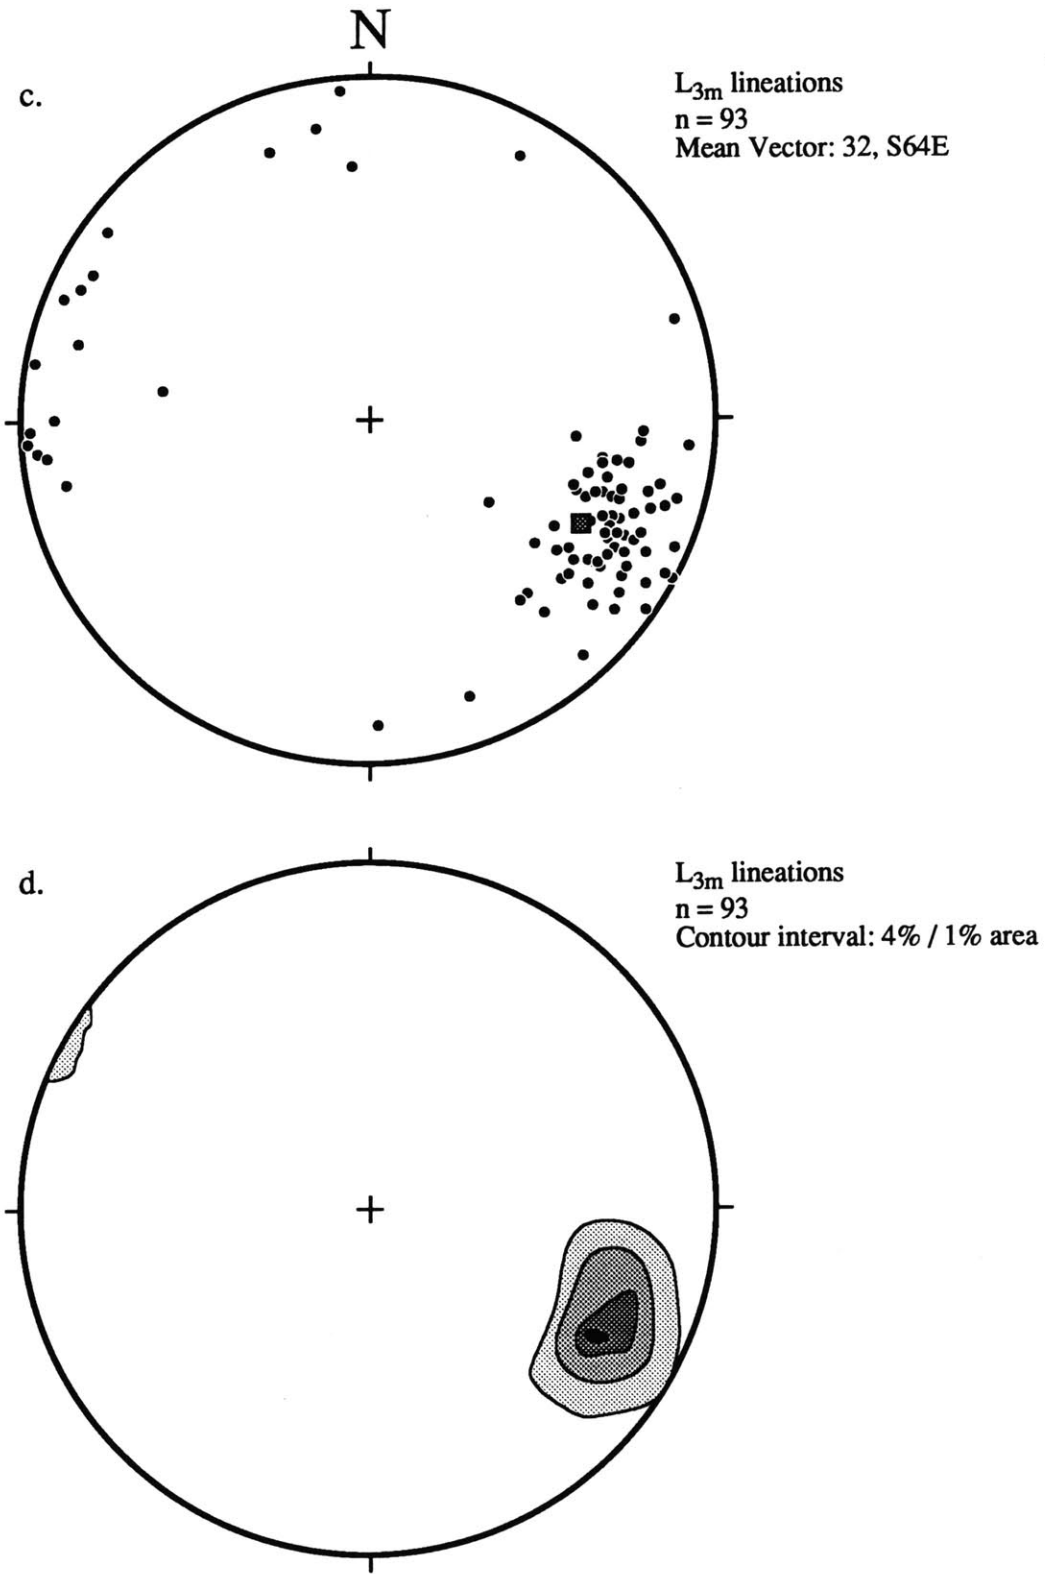 N
c.
L3m lineations
n = 93
Mean Vector: 32, S64E
d.
L3m lineations
n = 93
Contour interval: 4% / 1% area